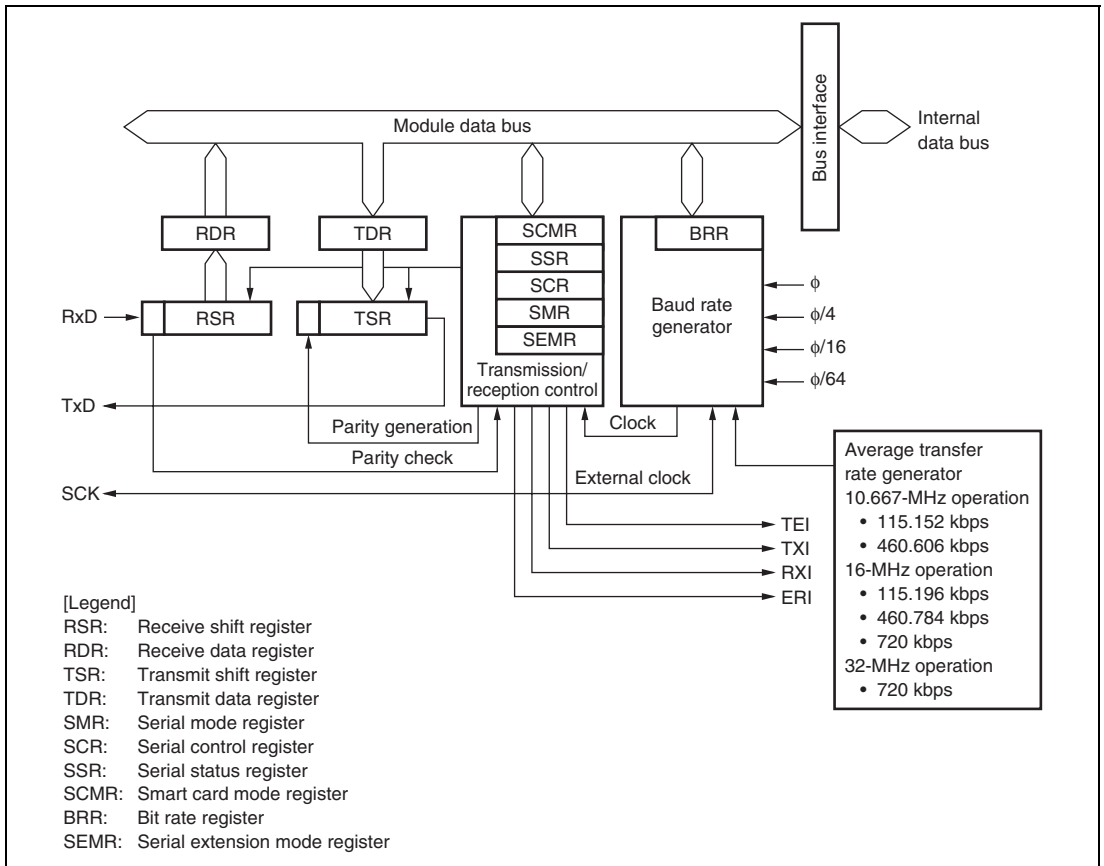 Module data bus
Bus interface
Internal
data bus
RDR
TDR
SCMR
SSR
SCR
SMR
SEMR
Transmission/
reception control
BRR
Baud rate
generator
φ
φ/4
φ/16
φ/64
RxD
RSR
TSR
TxD
Parity generation
Parity check
Clock
External clock
SCK
TEI
TXI
RXI
ERI
Average transfer
rate generator
10.667-MHz operation
• 115.152 kbps
• 460.606 kbps
16-MHz operation
• 115.196 kbps
• 460.784 kbps
• 720 kbps
32-MHz operation
• 720 kbps
[Legend]
RSR: Receive shift register
RDR: Receive data register
TSR: Transmit shift register
TDR: Transmit data register
SMR: Serial mode register
SCR: Serial control register
SSR: Serial status register
SCMR: Smart card mode register
BRR: Bit rate register
SEMR: Serial extension mode register